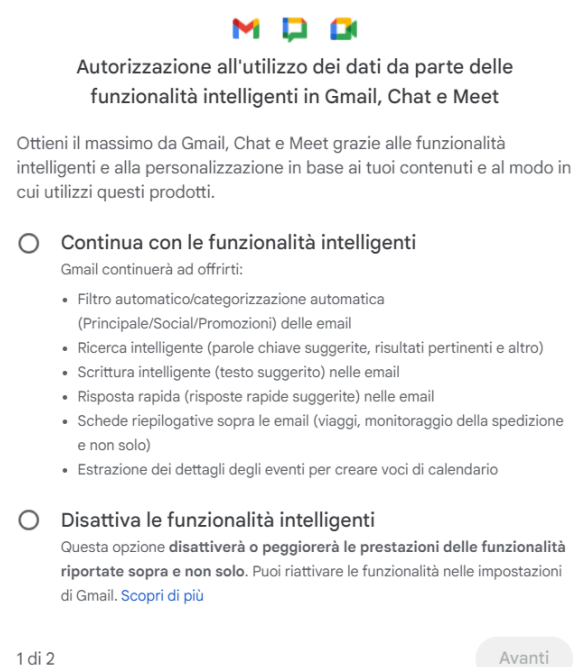 Autorizzazione all'utilizzo dei dati da parte delle
funzionalità intelligenti in Gmail, Chat e Meet
Ottieni il massimo da Gmail, Chat e Meet grazie alle funzionalità
intelligenti e alla personalizzazione in base ai tuoi contenuti e al modo in
cui utilizzi questi prodotti.
Continua con le funzionalità intelligenti
Gmail continuerà ad offrirti:
• Filtro automatico/categorizzazione automatica
(Principale/Social/Promozioni) delle email
• Ricerca intelligente (parole chiave suggerite, risultati pertinenti e altro)
• Scrittura intelligente (testo suggerito) nelle email
• Risposta rapida (risposte rapide suggerite) nelle email
• Schede riepilogative sopra le email (viaggi, monitoraggio della spedizione
e non solo)
• Estrazione dei dettagli degli eventi per creare voci di calendario
Disattiva le funzionalità intelligenti
Questa opzione disattiverà o peggiorerà le prestazioni delle funzionalità
riportate sopra e non solo. Puoi riattivare le funzionalità nelle impostazioni
di Gmail. Scopri di più
1 di 2
Avanti